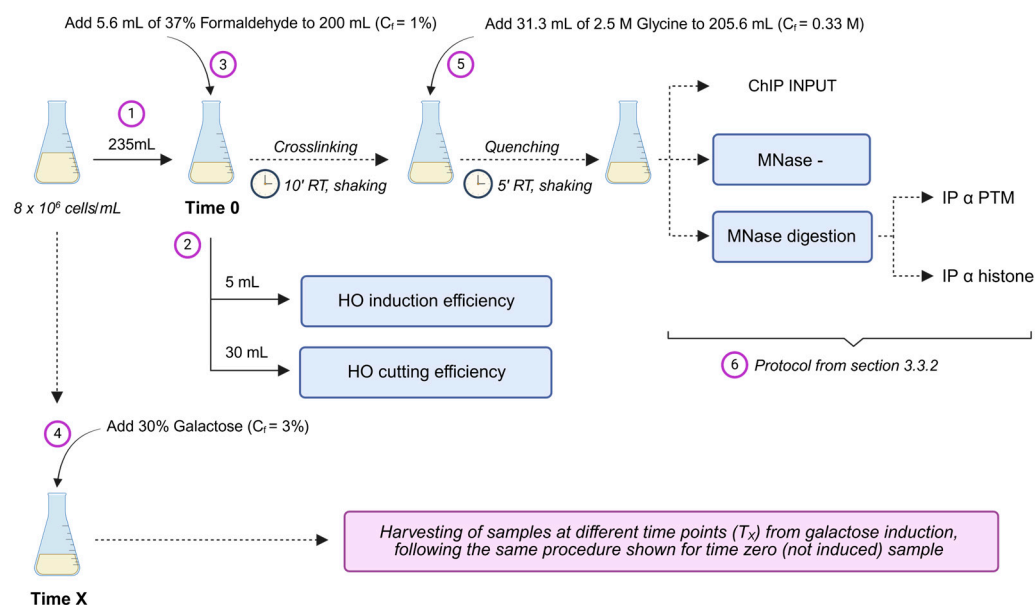 Add 5.6 mL of 37% Formaldehyde to 200 mL (Cf = 1%)
Add 31.3 mL of 2.5 M Glycine to 205.6 mL (Cf = 0.33 M)
3
5
1
235mL
8 x 10⁶ cells/mL
Time 0
Crosslinking
10' RT, shaking
Quenching
5' RT, shaking
ChIP INPUT
MNase -
MNase digestion
IP α PTM
IP α histone
2
5 mL
HO induction efficiency
30 mL
HO cutting efficiency
6
Protocol from section 3.3.2
4
Add 30% Galactose (Cf = 3%)
Time X
Harvesting of samples at different time points (TX) from galactose induction,
following the same procedure shown for time zero (not induced) sample